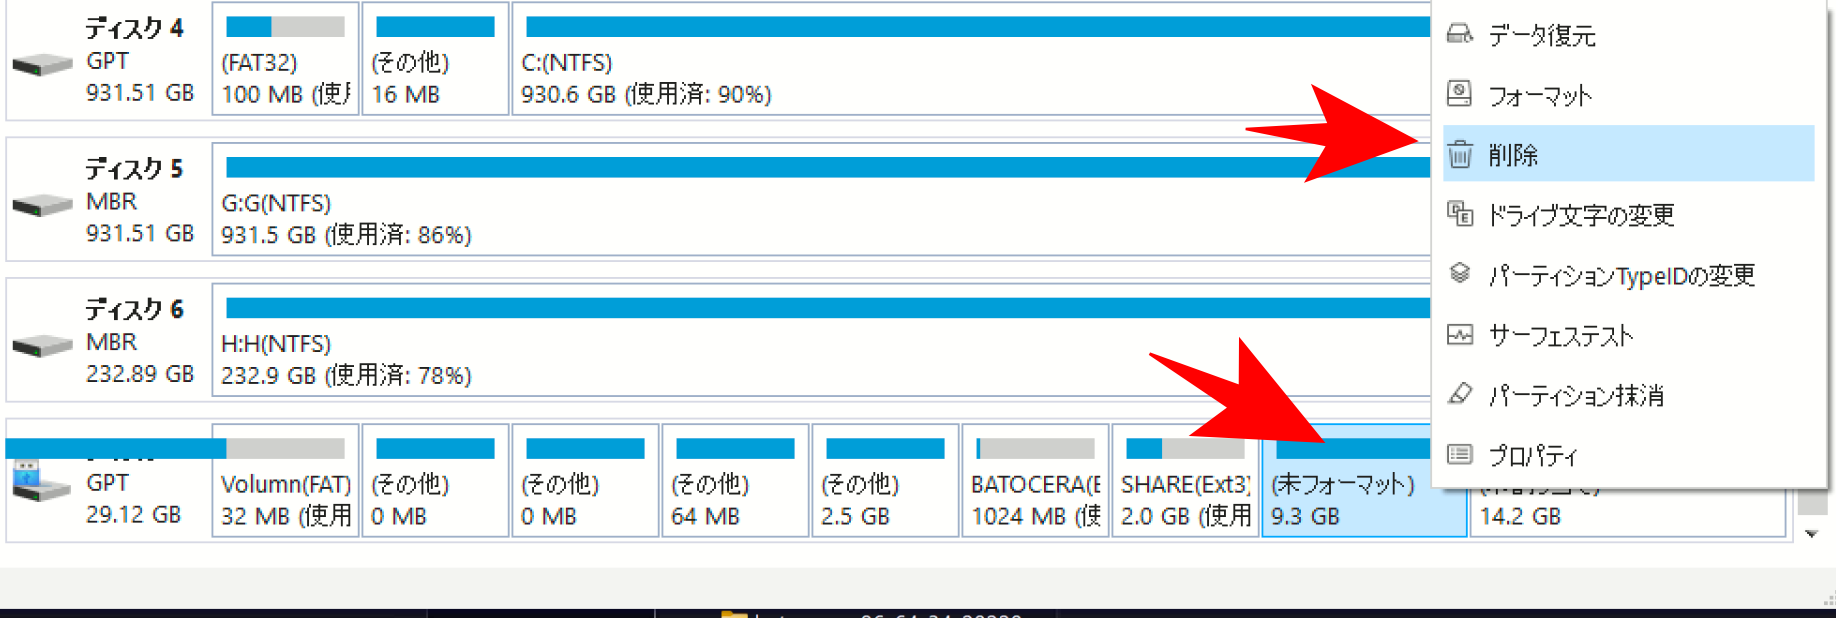 ディスク 4
GPT
931.51 GB
(FAT32)
100 MB (使
(その他)
16 MB
C:(NTFS)
930.6 GB (使用済: 90%)
ディスク 5
MBR
931.51 GB
G:G(NTFS)
931.5 GB (使用済: 86%)
ディスク 6
MBR
232.89 GB
H:H(NTFS)
232.9 GB (使用済: 78%)
GPT
29.12 GB
Volumn(FAT)
32 MB (使用
(その他)
0 MB
(その他)
0 MB
(その他)
64 MB
(その他)
2.5 GB
BATOCERA(E
1024 MB (使
SHARE(Ext3)
2.0 GB (使用
(未フォーマット)
9.3 GB
14.2 GB
データ復元
フォーマット
削除
ドライブ文字の変更
パーティションTypeIDの変更
サーフェステスト
パーティション抹消
プロパティ